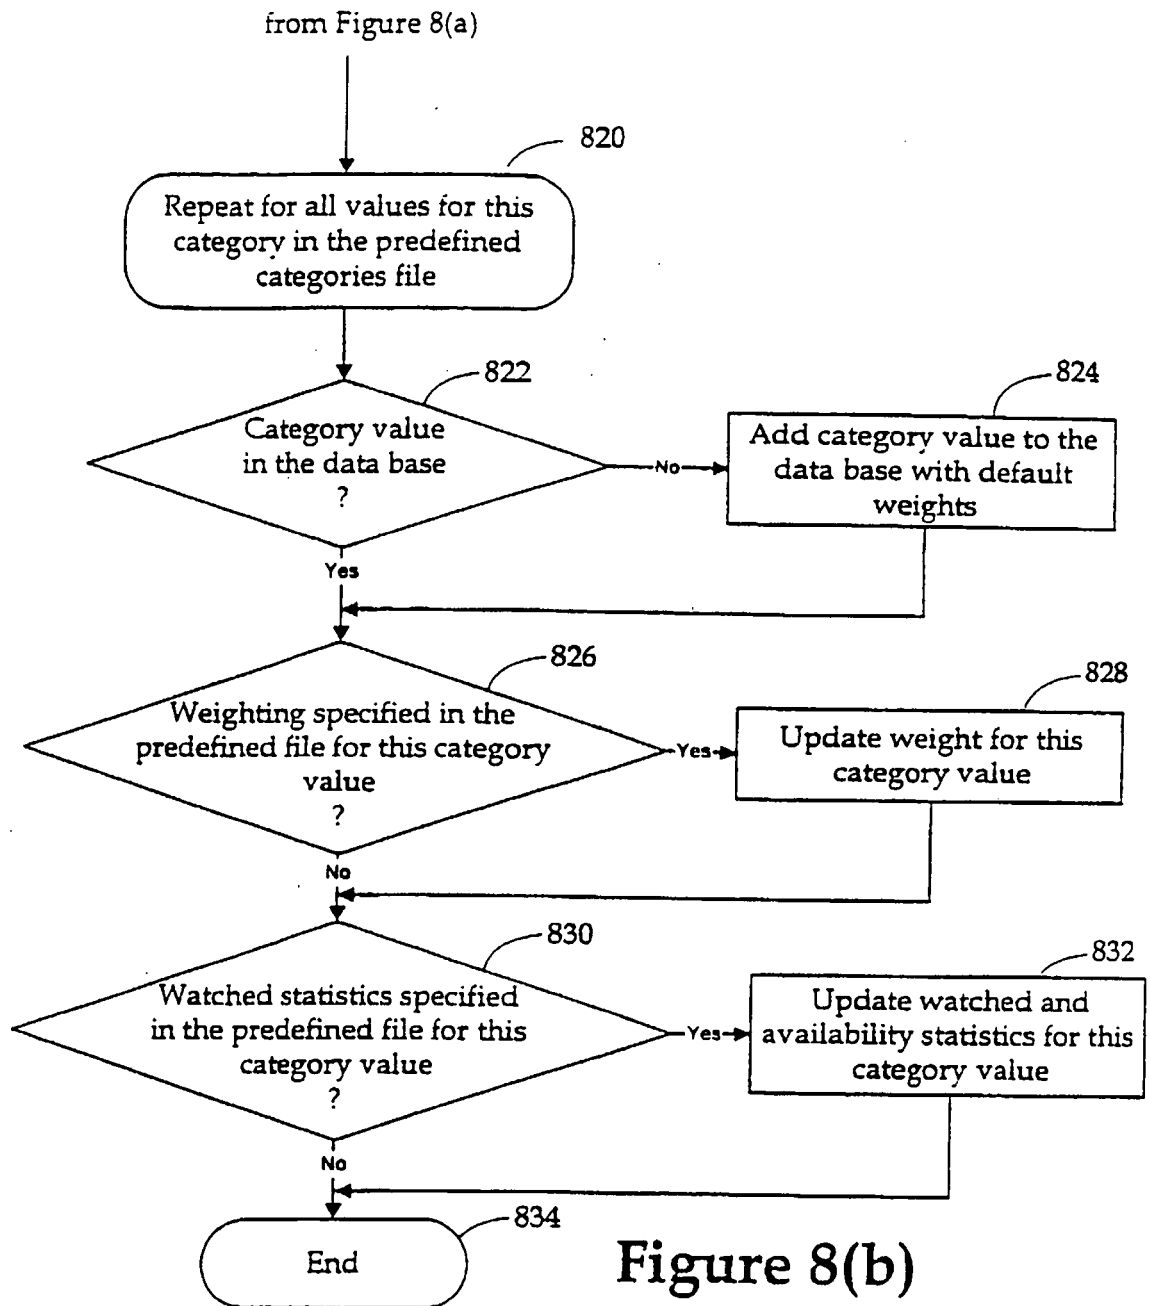 from Figure 8(a)
820
Repeat for all values for this
category in the predefined
categories file
822
Category value
in the data base
?
No
824
Add category value to the
data base with default
weights
Yes
826
Weighting specified in the
predefined file for this category
value
?
Yes
828
Update weight for this
category value
No
830
Watched statistics specified
in the predefined file for this
category value
?
Yes
832
Update watched and
availability statistics for this
category value
No
834
End
Figure 8(b)